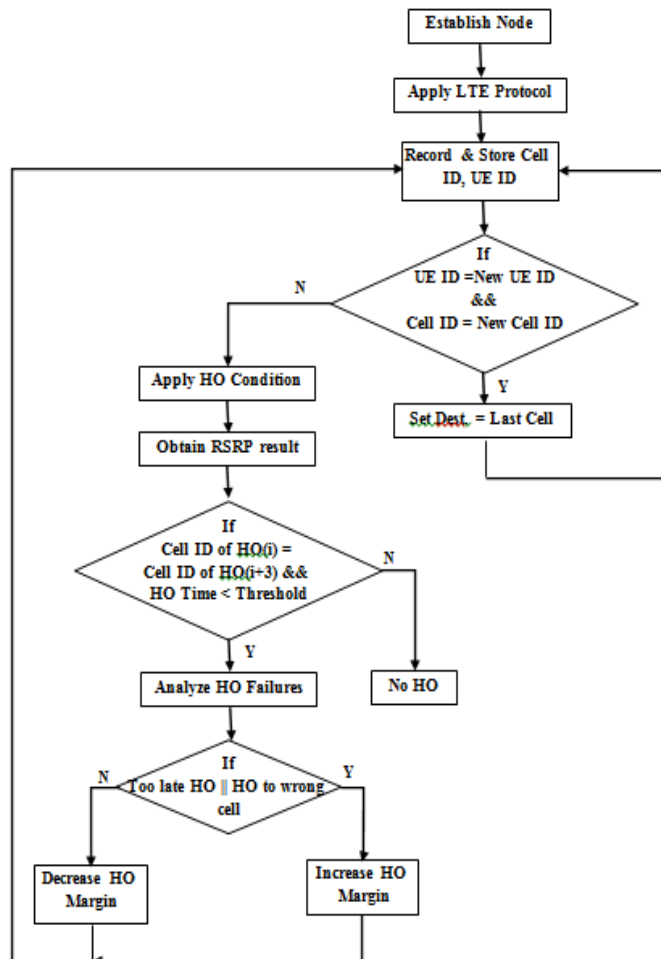 Establish Node
Apply LTE Protocol
Record & Store Cell
ID, UE ID
If
UE ID =New UE ID
&&
Cell ID = New Cell ID
N
Y
Apply HO Condition
Set Dest. = Last Cell
Obtain RSRP result
If
Cell ID of HO(i) =
Cell ID of HO(i+3) &&
HO Time < Threshold
N
Y
Analyze HO Failures
No HO
If
Too late HO || HO to wrong
cell
N
Y
Decrease HO
Margin
Increase HO
Margin